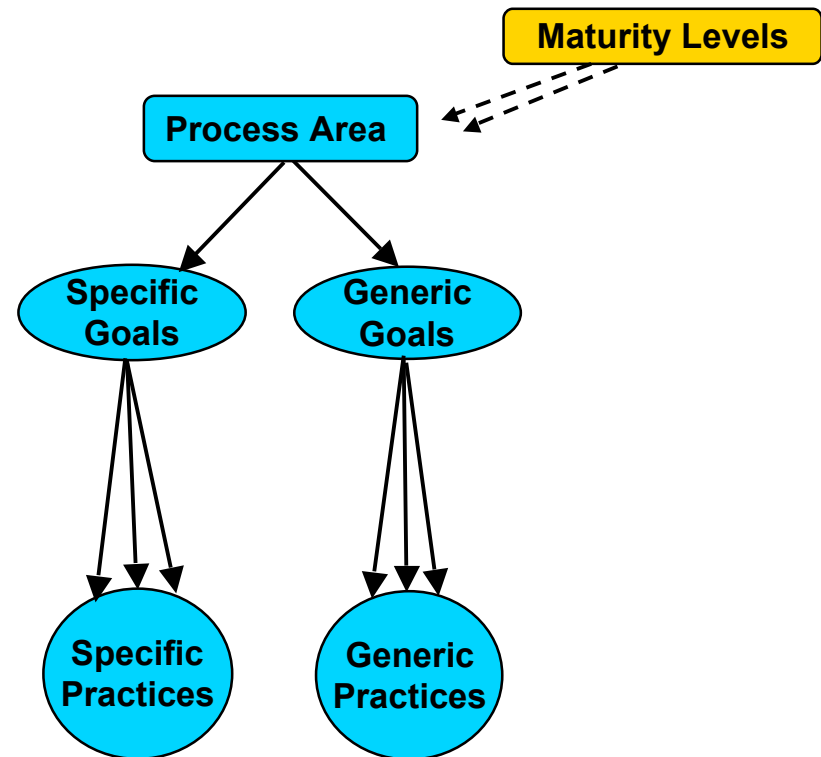 Maturity Levels
Process Area
Specific
Goals
Generic
Goals
Specific
Practices
Generic
Practices